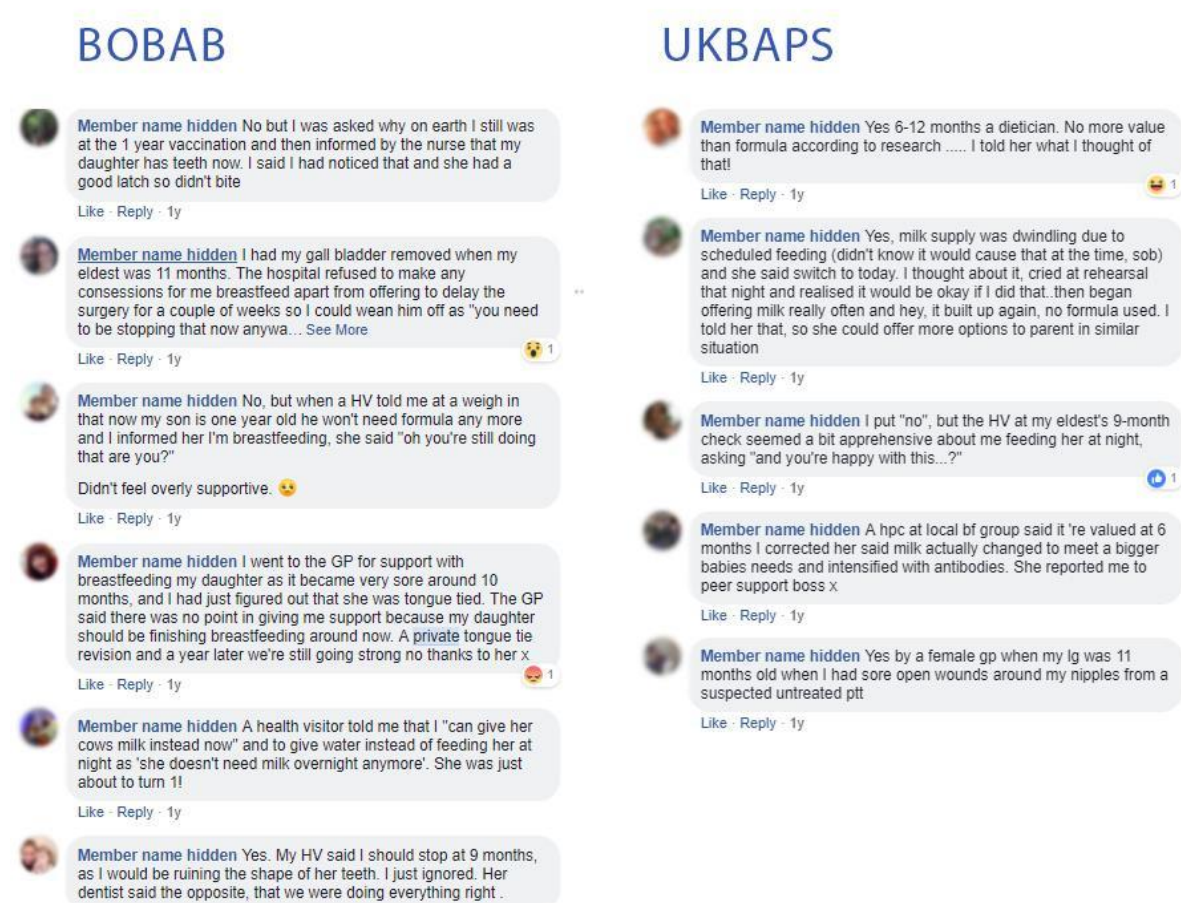 BOBAB
Member name hidden No but I was asked why on earth I still was
at the 1 year vaccination and then informed by the nurse that my
daughter has teeth now. I said I had noticed that and she had a
good latch so didn't bite
Like · Reply · 1y
Member name hidden I had my gall bladder removed when my
eldest was 11 months. The hospital refused to make any
consessions for me breastfeed apart from offering to delay the
surgery for a couple of weeks so I could wean him off as "you need
to be stopping that now anywa... See More
1
Like · Reply · 1y
Member name hidden No, but when a HV told me at a weigh in
that now my son is one year old he won't need formula any more
and I informed her I'm breastfeeding, she said "oh you're still doing
that are you?"
Didn't feel overly supportive. 🥺
Like · Reply · 1y
Member name hidden I went to the GP for support with
breastfeeding my daughter as it became very sore around 10
months, and I had just figured out that she was tongue tied. The GP
said there was no point in giving me support because my daughter
should be finishing breastfeeding around now. A private tongue tie
revision and a year later we're still going strong no thanks to her x
1
Like · Reply · 1y
Member name hidden A health visitor told me that I "can give her
cows milk instead now" and to give water instead of feeding her at
night as 'she doesn't need milk overnight anymore'. She was just
about to turn 1!
Like · Reply · 1y
Member name hidden Yes. My HV said I should stop at 9 months,
as I would be ruining the shape of her teeth. I just ignored. Her
dentist said the opposite, that we were doing everything right .
UKBAPS
Member name hidden Yes 6-12 months a dietician. No more value
than formula according to research ..... I told her what I thought of
that!
1
Like · Reply · 1y
Member name hidden Yes, milk supply was dwindling due to
scheduled feeding (didn't know it would cause that at the time, sob)
and she said switch to today. I thought about it, cried at rehearsal
that night and realised it would be okay if I did that..then began
offering milk really often and hey, it built up again, no formula used. I
told her that, so she could offer more options to parent in similar
situation
Like · Reply · 1y
Member name hidden I put "no", but the HV at my eldest's 9-month
check seemed a bit apprehensive about me feeding her at night,
asking "and you're happy with this...?"
1
Like · Reply · 1y
Member name hidden A hpc at local bf group said it 're valued at 6
months I corrected her said milk actually changed to meet a bigger
babies needs and intensified with antibodies. She reported me to
peer support boss x
Like · Reply · 1y
Member name hidden Yes by a female gp when my lg was 11
months old when I had sore open wounds around my nipples from a
suspected untreated ptt
Like · Reply · 1y